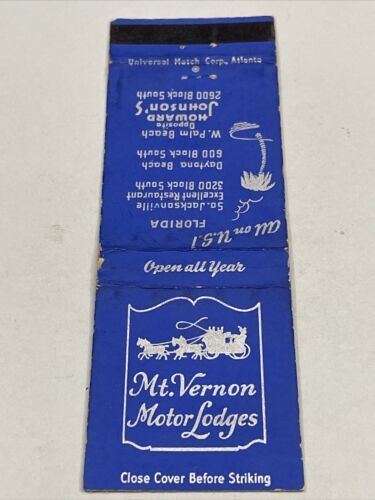 Universal Match Corp., Atlanta
All on U.S. 1
FLORIDA
So. Jacksonville
Excellent Restaurant
3200 Block South
Daytona Beach
600 Block South
W. Palm Beach
Opposite
HOWARD
JOHNSON'S
2600 Block South
Open all Year
Mt. Vernon
Motor Lodges
Close Cover Before Striking